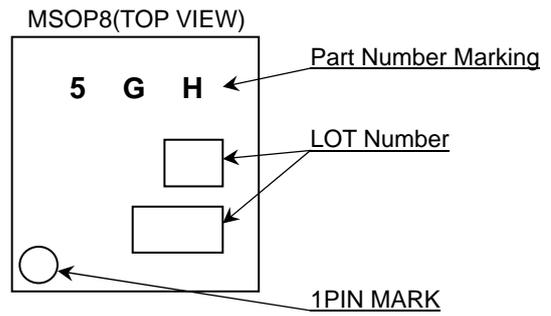 MSOP8(TOP VIEW)
5 G H
Part Number Marking
LOT Number
1PIN MARK